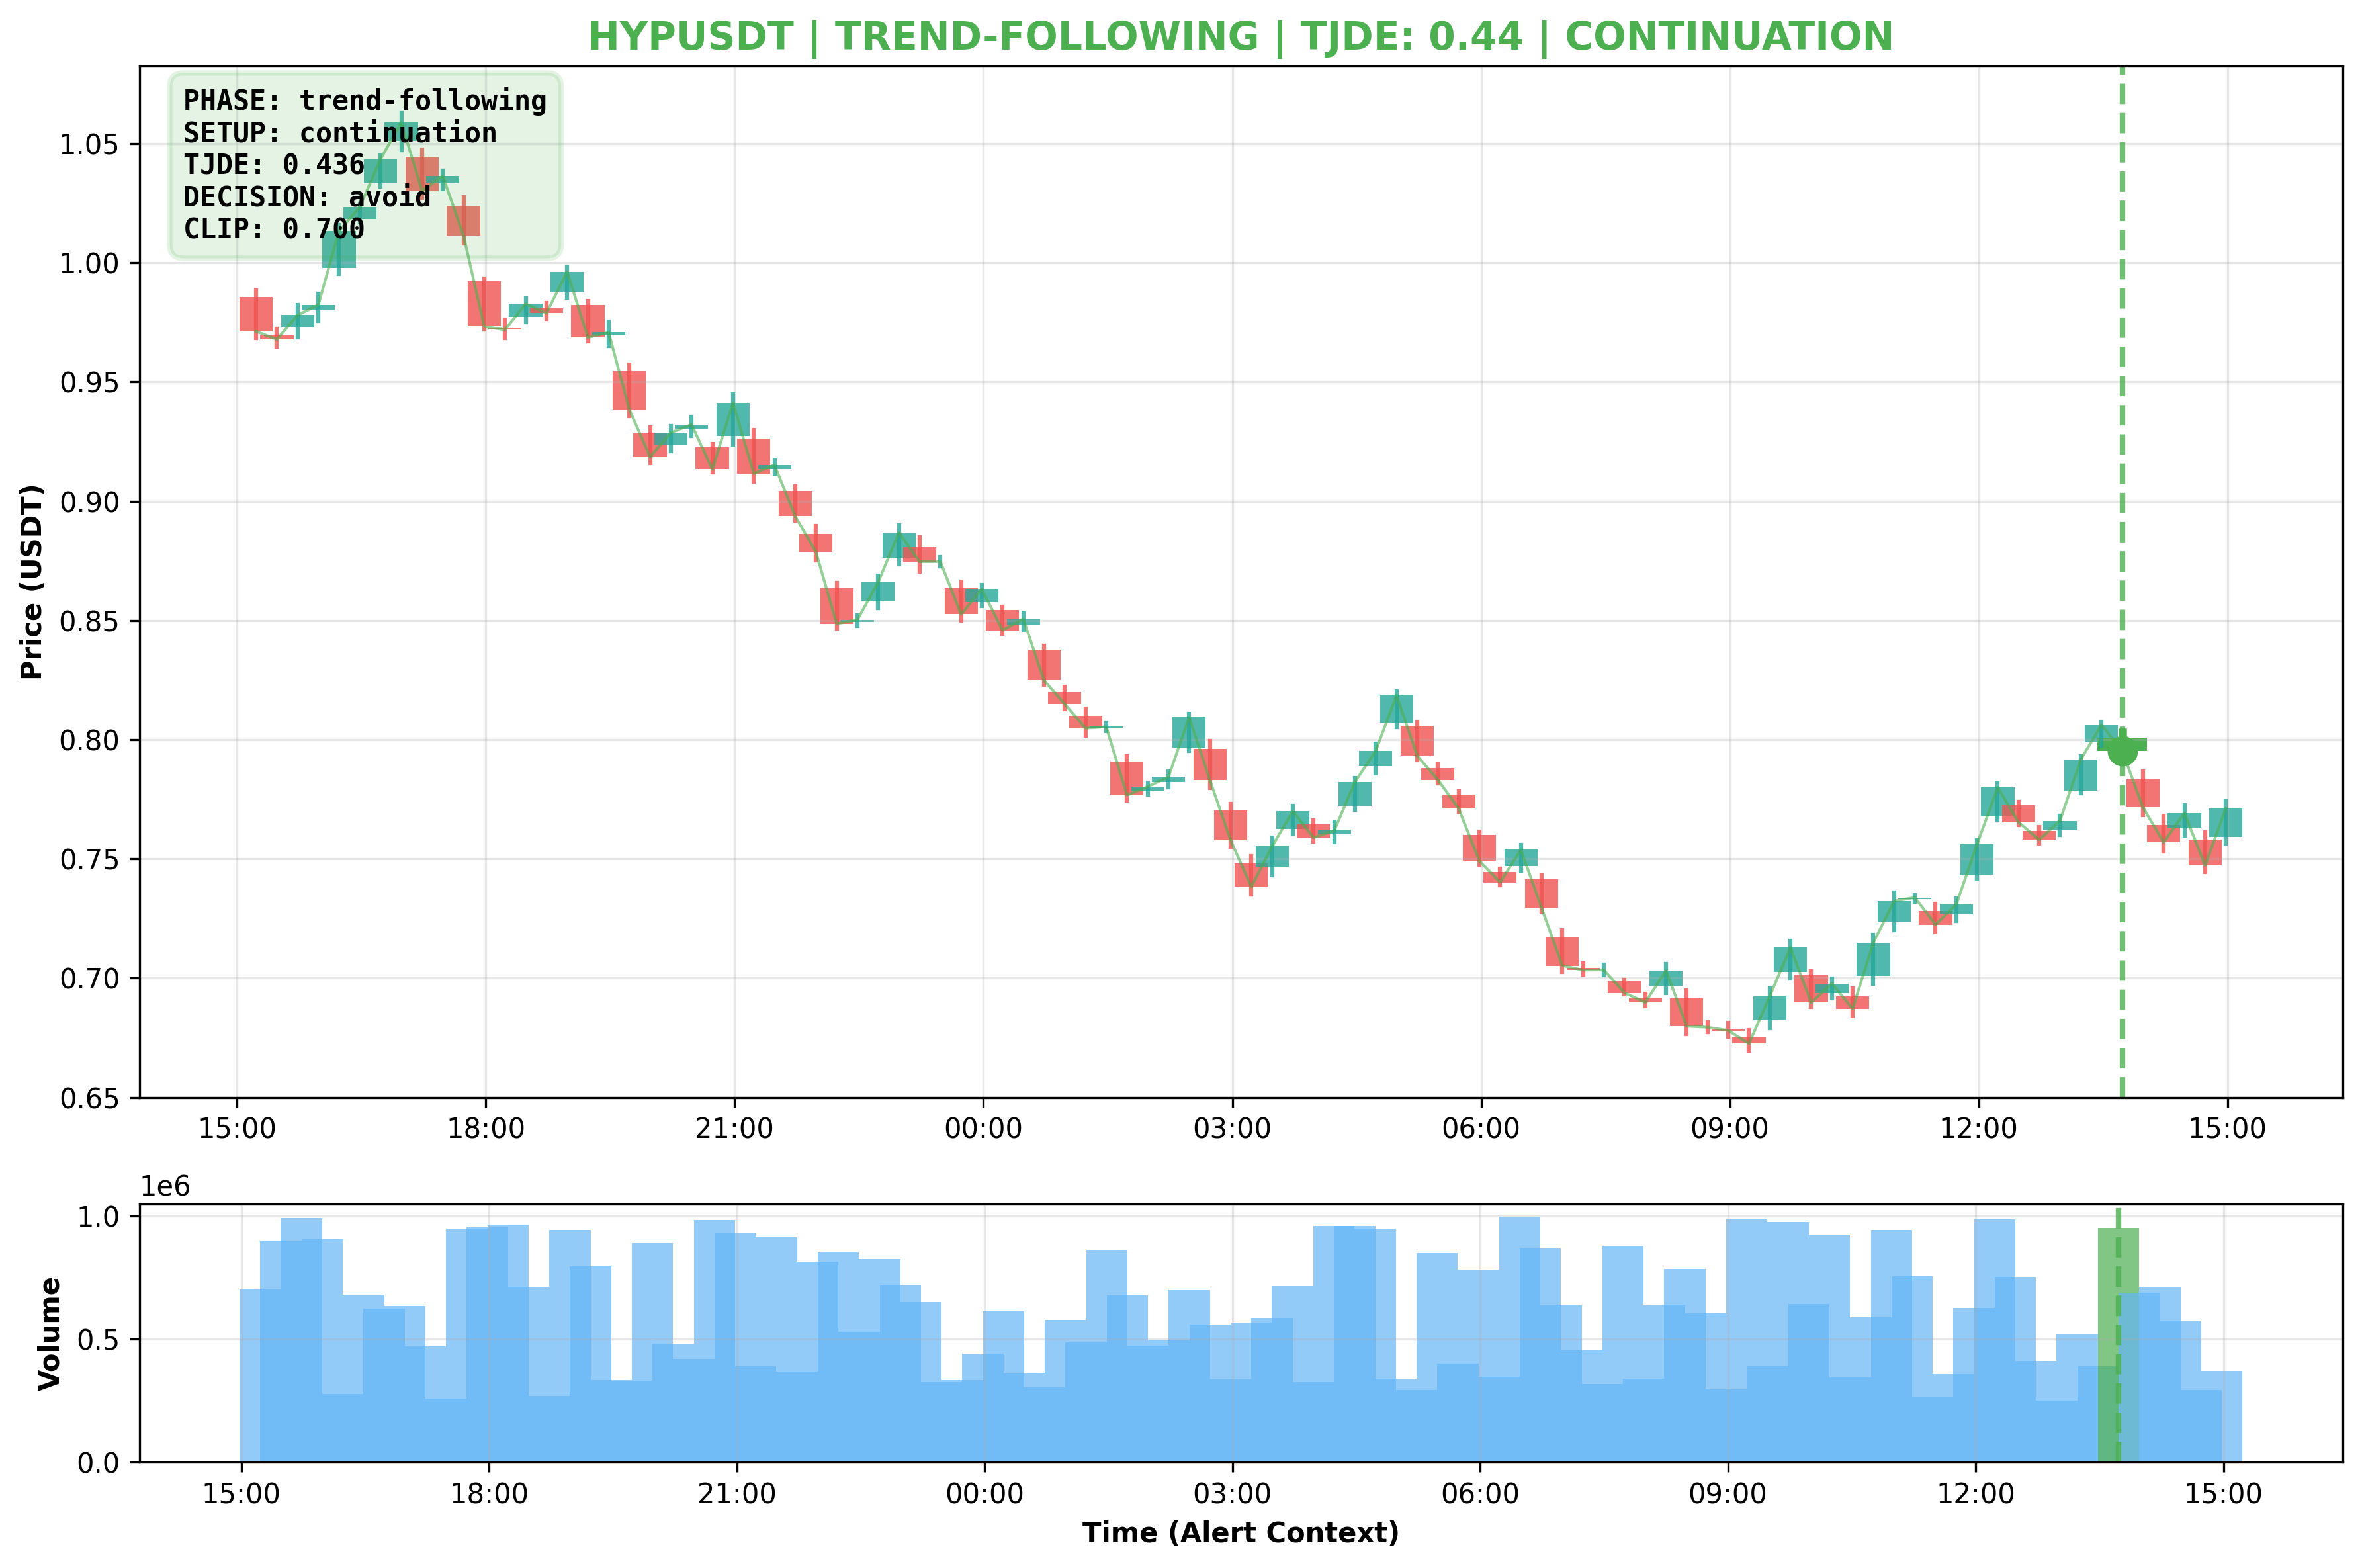 HYPUSDT | TREND-FOLLOWING | TJDE: 0.44 | CONTINUATION
PHASE: trend-following
SETUP: continuation
TJDE: 0.436
DECISION: avoid
CLIP: 0.700
Price (USDT)
1.05
1.00
0.95
0.90
0.85
0.80
0.75
0.70
0.65
15:00 18:00 21:00 00:00 03:00 06:00 09:00 12:00 15:00
1e6
Volume
1.0
0.5
0.0
15:00 18:00 21:00 00:00 03:00 06:00 09:00 12:00 15:00
Time (Alert Context)